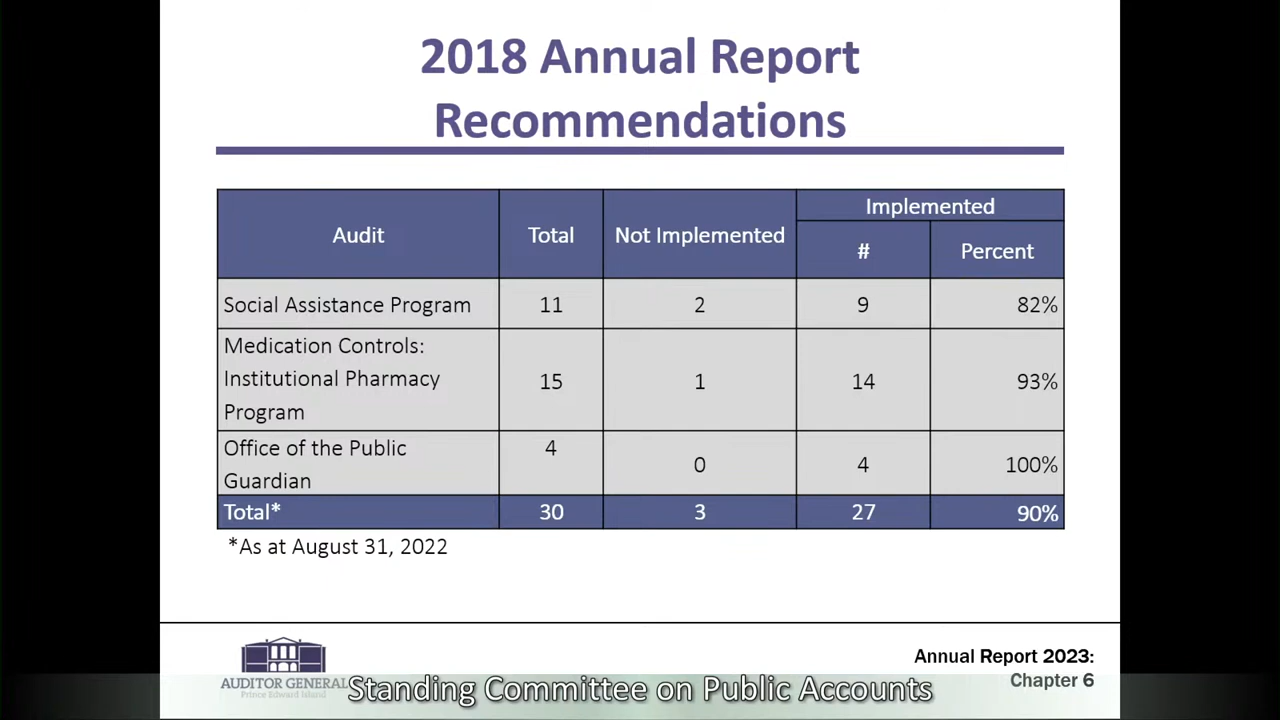 2018 Annual Report
Recommendations
Audit
Total
Not Implemented
Implemented
#
Percent
Social Assistance Program
11
2
9
82%
Medication Controls:
Institutional Pharmacy
Program
15
1
14
93%
Office of the Public
Guardian
4
0
4
100%
Total*
30
3
27
90%
*As at August 31, 2022
AUDITOR GENERAL
Prince Edward Island
Annual Report 2023:
Chapter 6
Standing Committee on Public Accounts